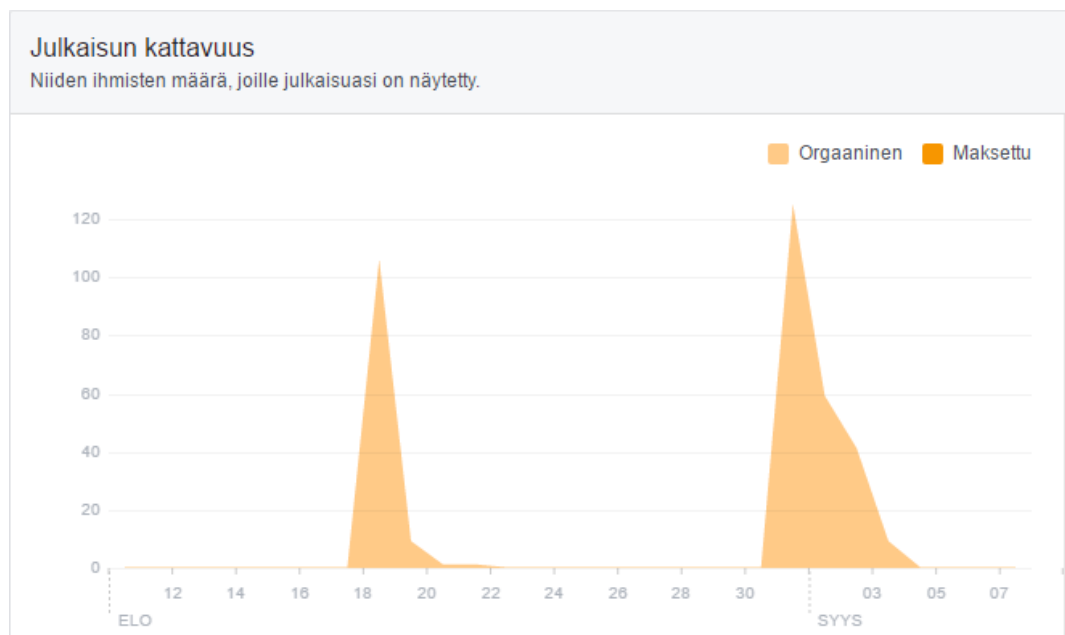 Julkaisun kattavuus
Niiden ihmisten määrä, joille julkaisuasi on näytetty.
Orgaaninen Maksettu
120
100
80
60
40
20
0
12 14 16 18 20 22 24 26 28 30 03 05 07
ELO SYYS